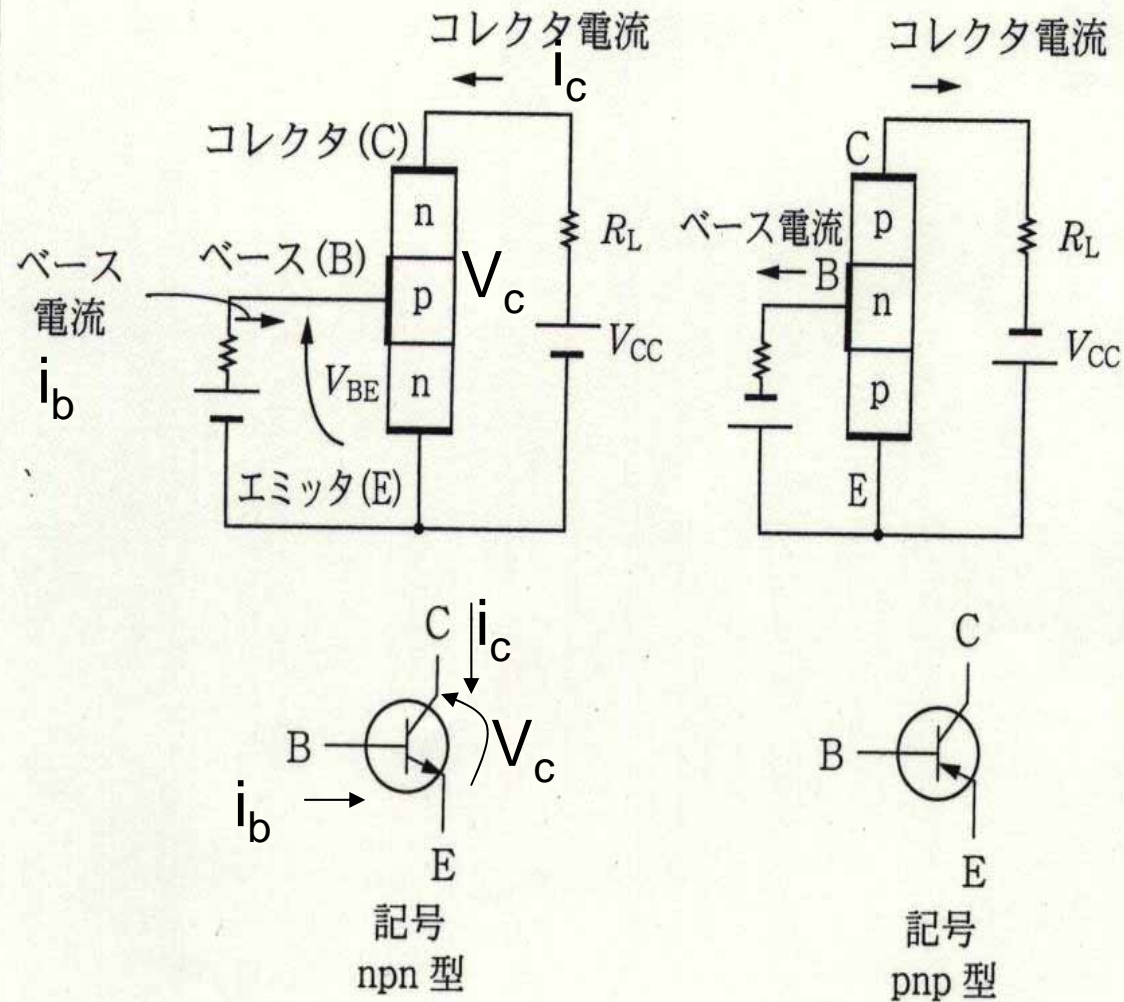 コレクタ電流
i_c
コレクタ(C)
n
p
n
ベース(B)
V_c
R_L
ベース
電流
i_b
V_BE
V_CC
エミッタ(E)
コレクタ電流
C
p
n
p
ベース電流
B
R_L
V_CC
E
C
i_c
B
V_c
i_b
E
記号
npn 型
C
B
E
記号
pnp 型